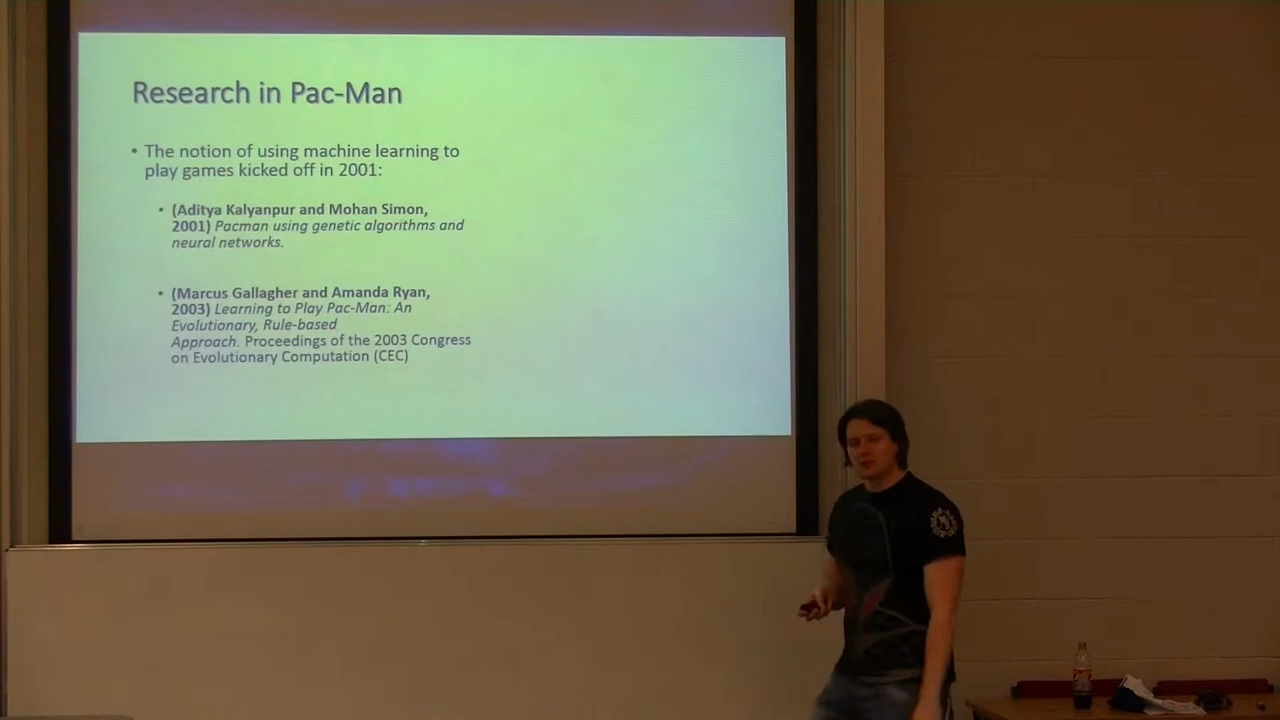 Research in Pac-Man
• The notion of using machine learning to
play games kicked off in 2001:
• (Aditya Kalyanpur and Mohan Simon,
2001) Pacman using genetic algorithms and
neural networks.
• (Marcus Gallagher and Amanda Ryan,
2003) Learning to Play Pac-Man: An
Evolutionary, Rule-based
Approach. Proceedings of the 2003 Congress
on Evolutionary Computation (CEC)